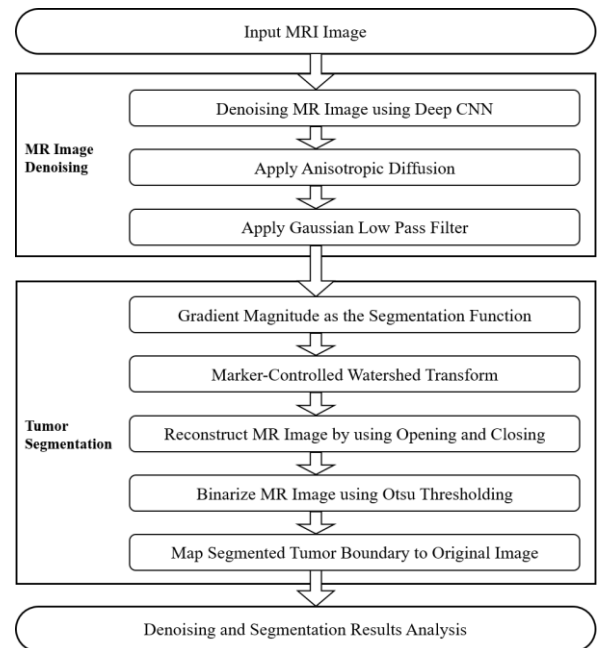 Input MRI Image
MR Image
Denoising
Denoising MR Image using Deep CNN
Apply Anisotropic Diffusion
Apply Gaussian Low Pass Filter
Tumor
Segmentation
Gradient Magnitude as the Segmentation Function
Marker-Controlled Watershed Transform
Reconstruct MR Image by using Opening and Closing
Binarize MR Image using Otsu Thresholding
Map Segmented Tumor Boundary to Original Image
Denoising and Segmentation Results Analysis